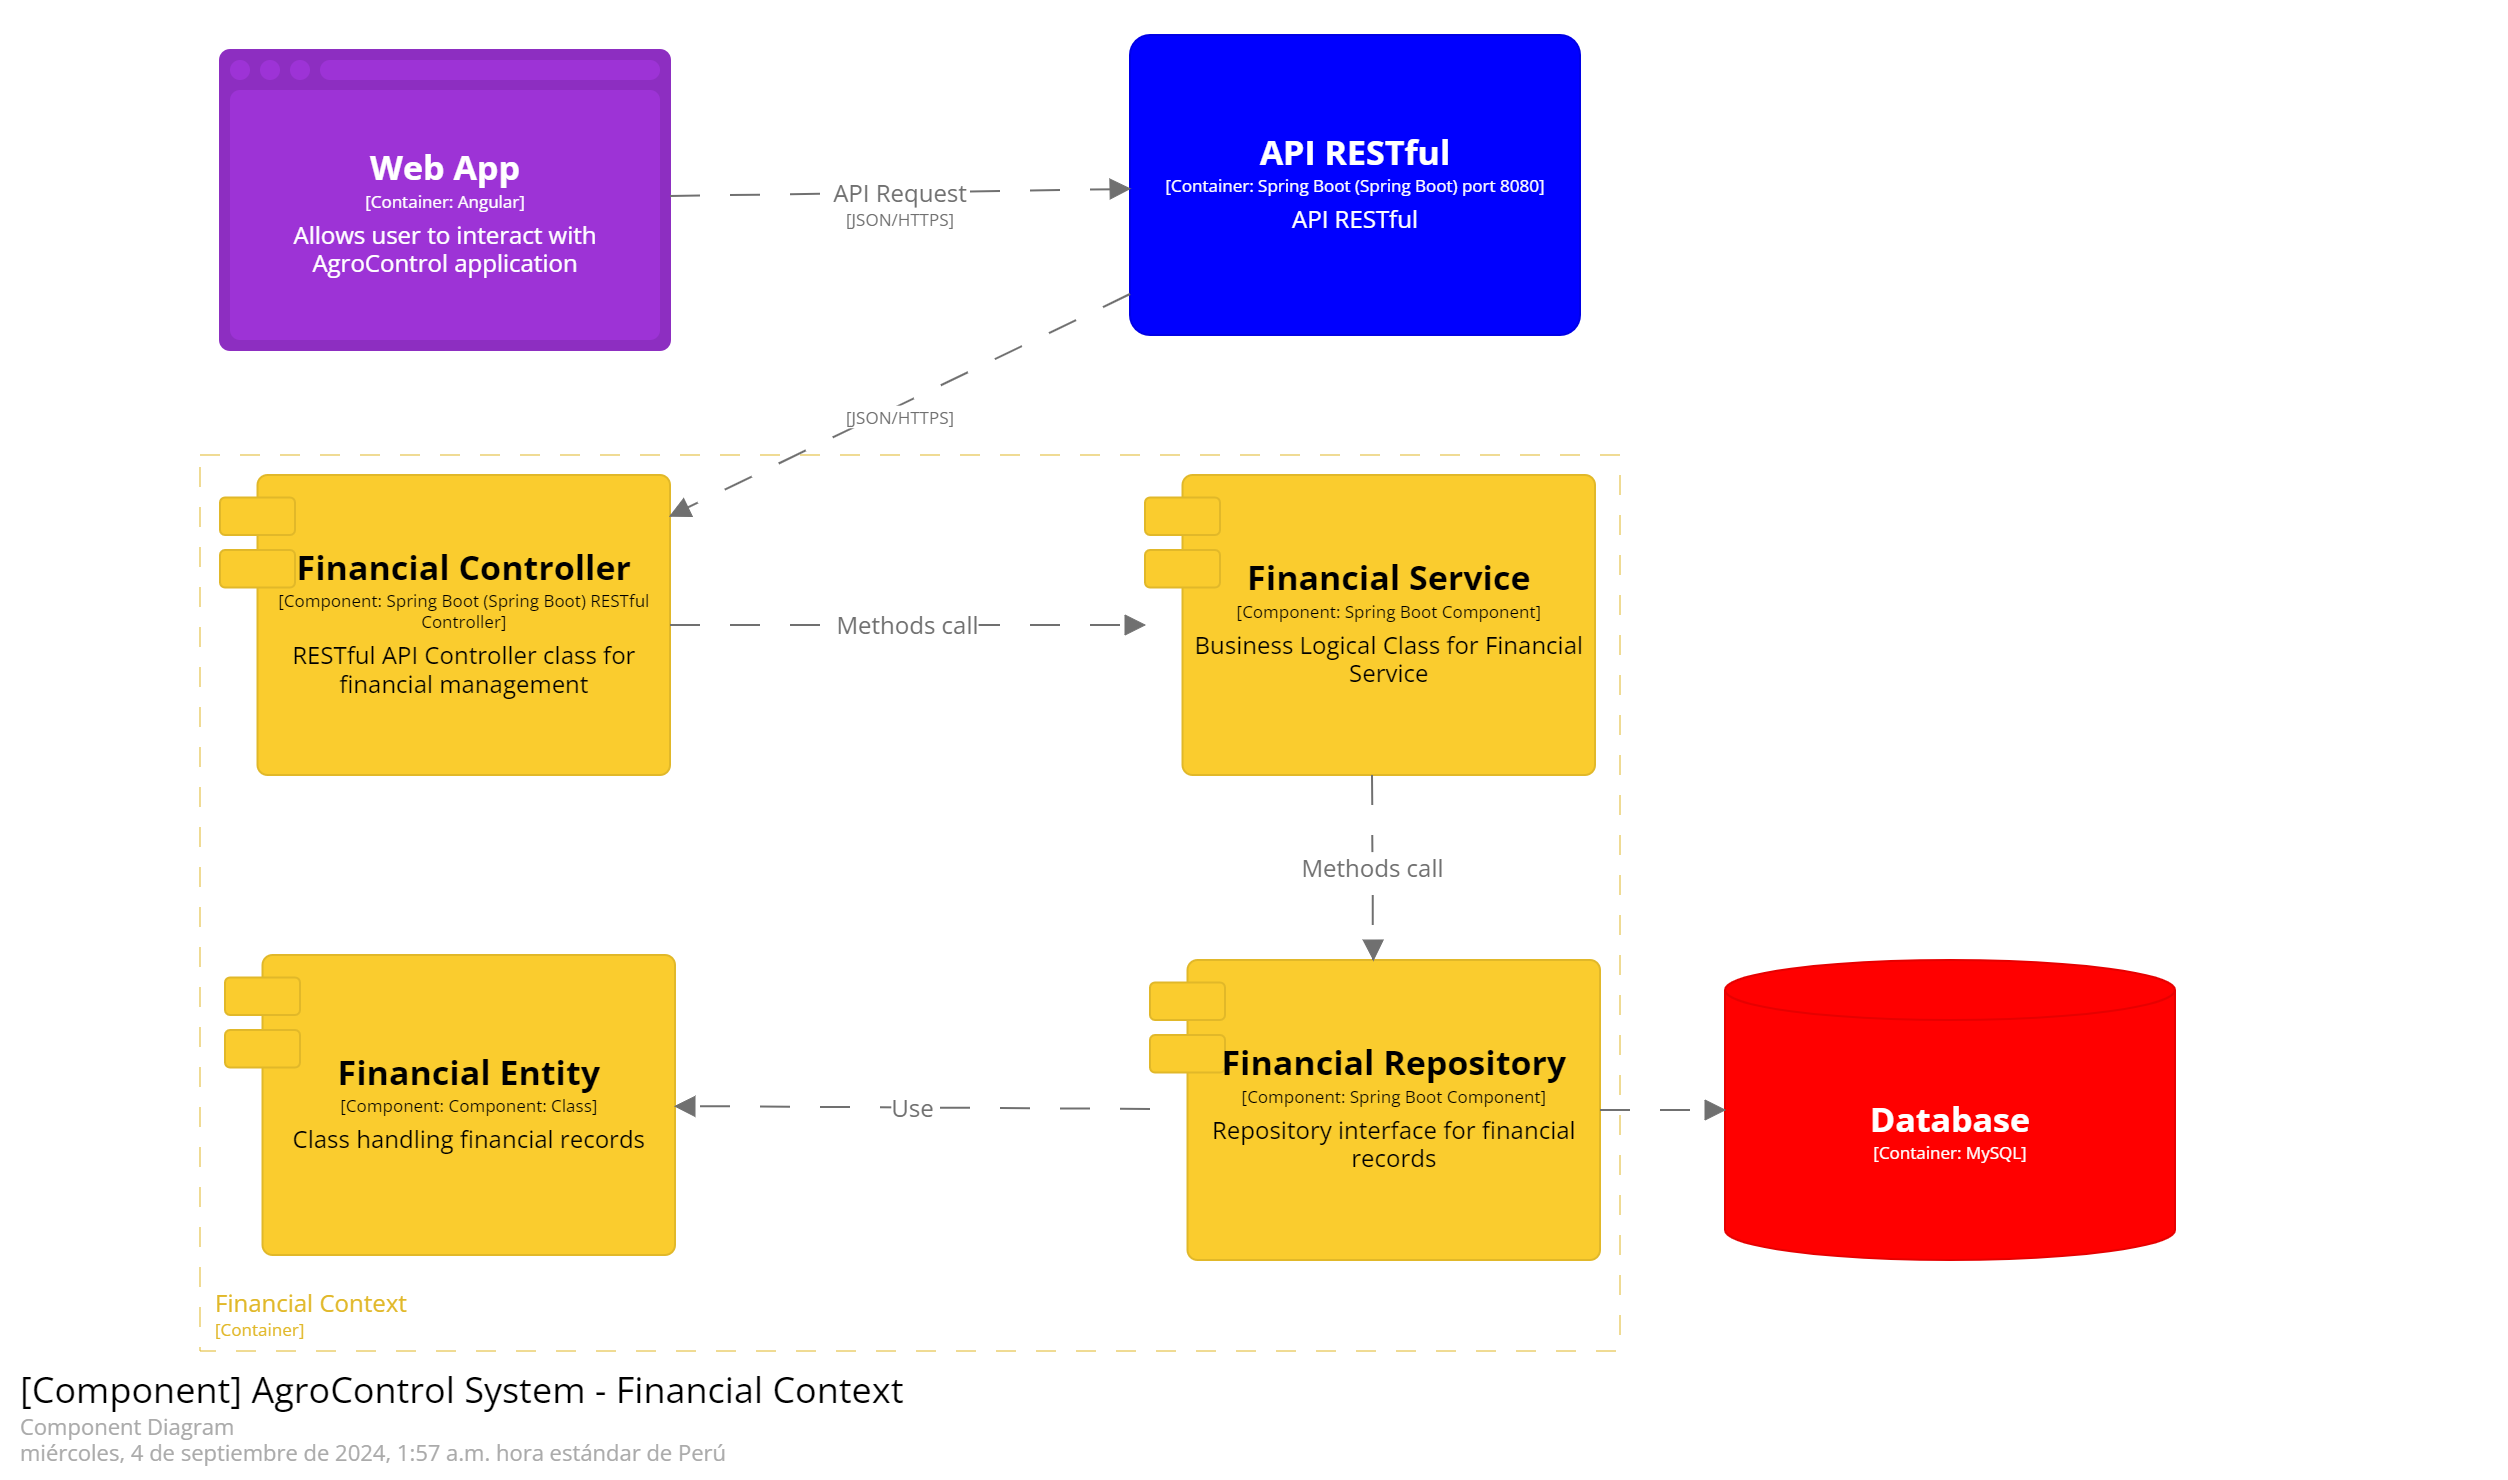 Web App
[Container: Angular]
Allows user to interact with
AgroControl application
API Request
[JSON/HTTPS]
API RESTful
[Container: Spring Boot (Spring Boot) port 8080]
API RESTful
[JSON/HTTPS]
Financial Controller
[Component: Spring Boot (Spring Boot) RESTful
Controller]
RESTful API Controller class for
financial management
Methods call
Financial Service
[Component: Spring Boot Component]
Business Logical Class for Financial
Service
Methods call
Financial Entity
[Component: Component: Class]
Class handling financial records
Use
Financial Repository
[Component: Spring Boot Component]
Repository interface for financial
records
Database
[Container: MySQL]
Financial Context
[Container]
[Component] AgroControl System - Financial Context
Component Diagram
miércoles, 4 de septiembre de 2024, 1:57 a.m. hora estándar de Perú